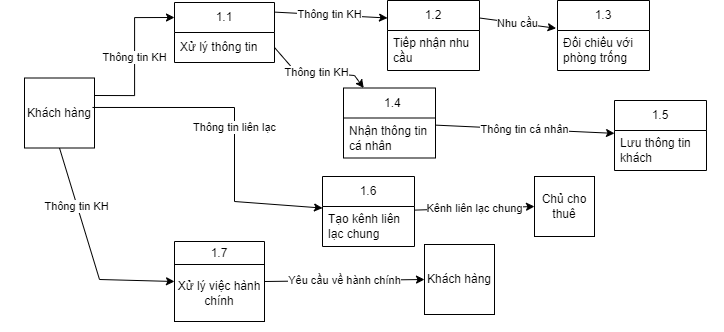 1.1
Xử lý thông tin
Thông tin KH
1.2
Tiếp nhận nhu
cầu
Nhu cầu
1.3
Đối chiếu với
phòng trống
Thông tin KH
Thông tin KH
Khách hàng
1.4
Nhận thông tin
cá nhân
Thông tin cá nhân
1.5
Lưu thông tin
khách
Thông tin liên lạc
1.6
Tạo kênh liên
lạc chung
Kênh liên lạc chung
Chủ cho
thuê
Thông tin KH
1.7
Xử lý việc hành
chính
Yêu cầu về hành chính
Khách hàng